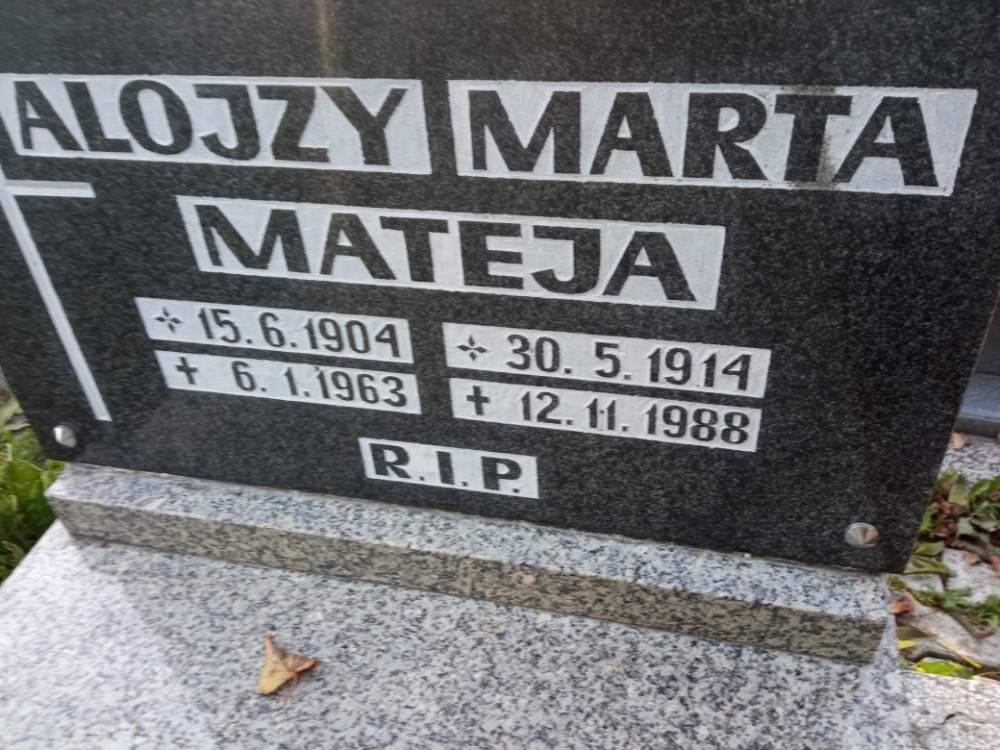 ALOJZY MARTA
MATEJA
✧ 15.6.1904 ✧ 30.5.1914
✝ 6.1.1963 ✝ 12.11.1988
R.I.P.